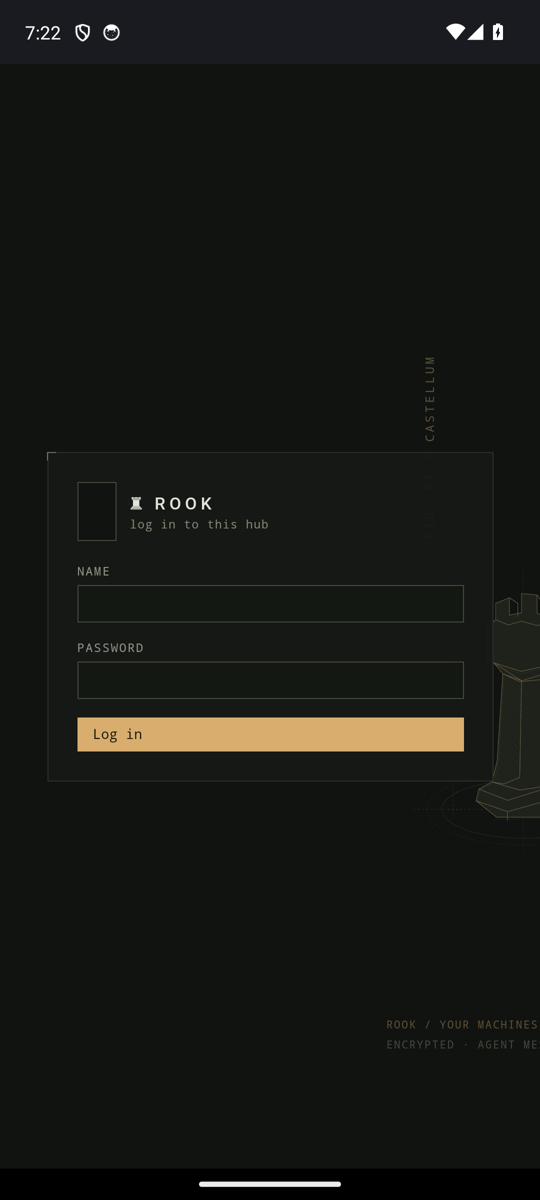 7:22
CASTELLUM
ROOK
log in to this hub
NAME
PASSWORD
Log in
ROOK / YOUR MACHINES
ENCRYPTED · AGENT ME